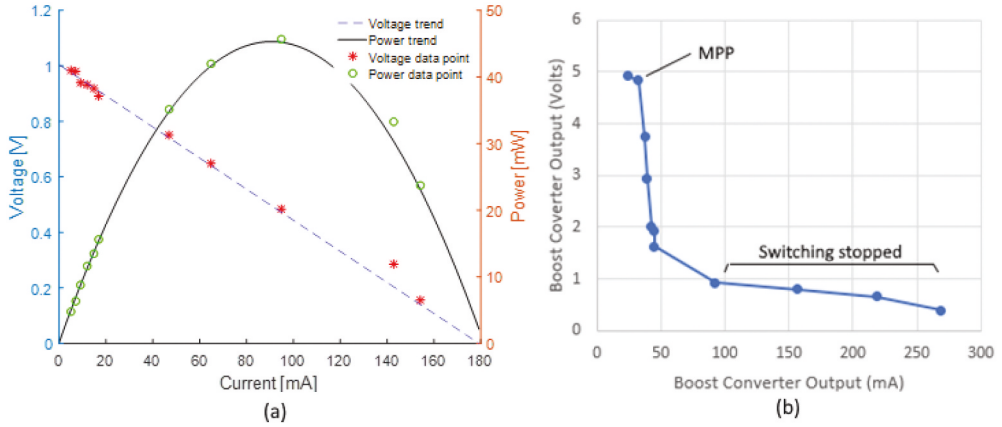 1.2
1
0.8
0.6
0.4
0.2
0
Voltage [V]
50
40
30
20
10
0
Power [mW]
Voltage trend
Power trend
Voltage data point
Power data point
0 20 40 60 80 100 120 140 160 180
Current [mA]
(a)
6
5
4
3
2
1
0
Boost Coverter Output (Volts)
MPP
Switching stopped
0 50 100 150 200 250 300
Boost Converter Output (mA)
(b)